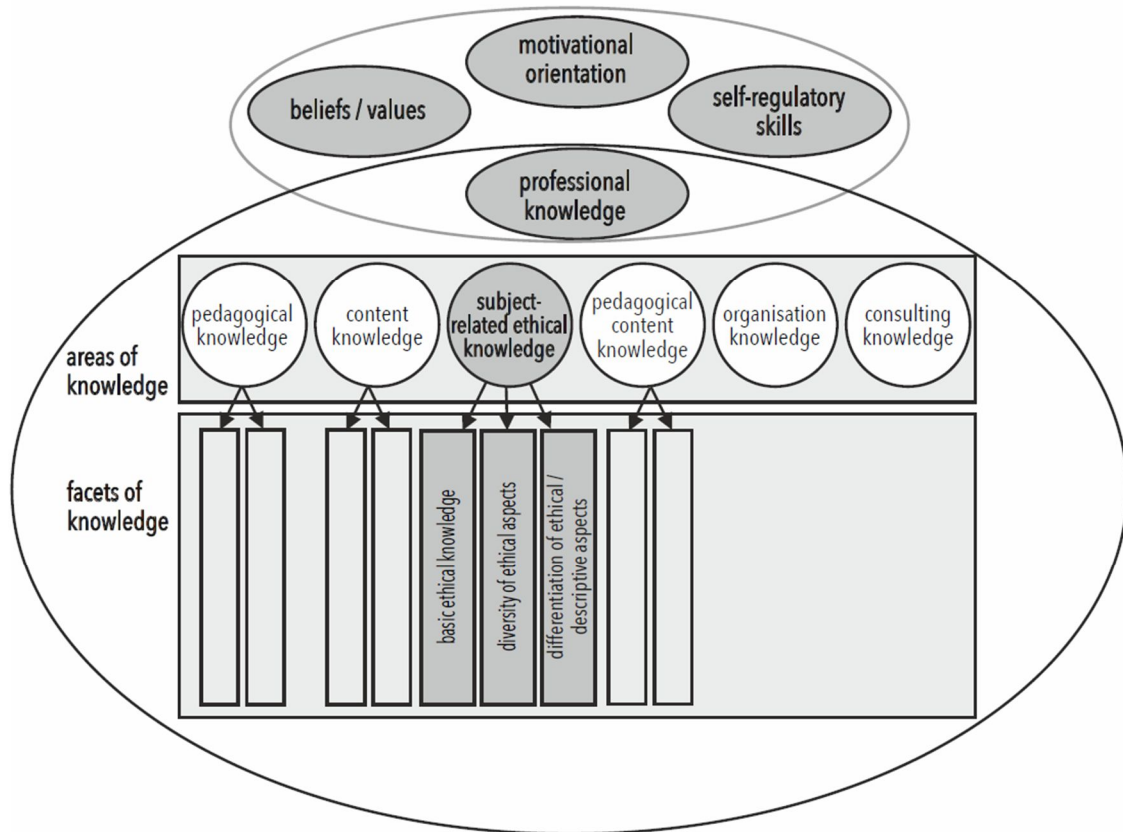 motivational
orientation
beliefs / values
self-regulatory
skills
professional
knowledge
areas of
knowledge
pedagogical
knowledge
content
knowledge
subject-
related ethical
knowledge
pedagogical
content
knowledge
organisation
knowledge
consulting
knowledge
facets of
knowledge
basic ethical knowledge
diversity of ethical aspects
differentiation of ethical /
descriptive aspects